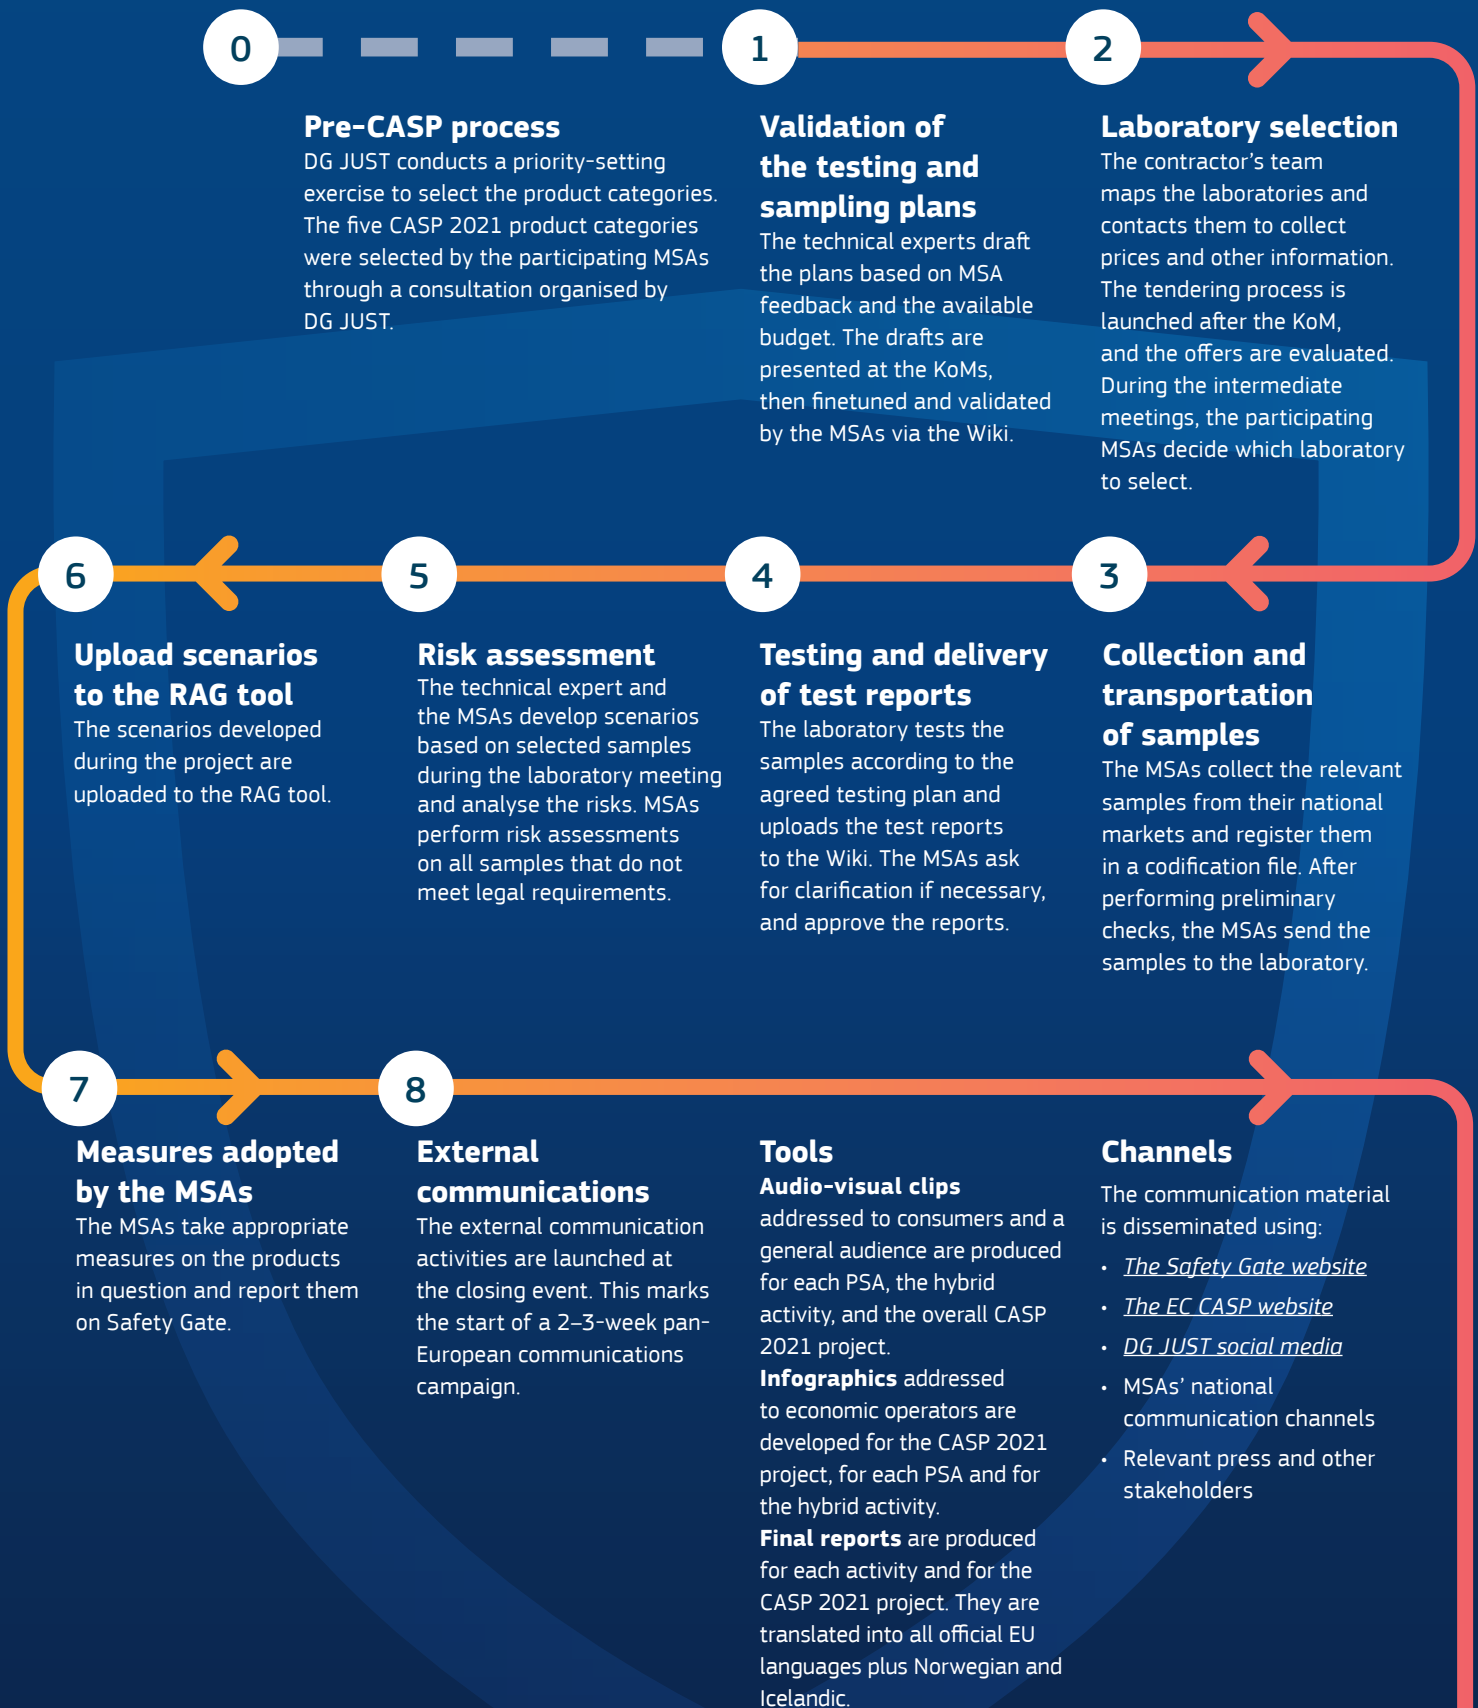 0
Pre-CASP process
DG JUST conducts a priority-setting
exercise to select the product categories.
The five CASP 2021 product categories
were selected by the participating MSAs
through a consultation organised by
DG JUST.
1
Validation of
the testing and
sampling plans
The technical experts draft
the plans based on MSA
feedback and the available
budget. The drafts are
presented at the KoMs,
then finetuned and validated
by the MSAs via the Wiki.
2
Laboratory selection
The contractor's team
maps the laboratories and
contacts them to collect
prices and other information.
The tendering process is
launched after the KoM,
and the offers are evaluated.
During the intermediate
meetings, the participating
MSAs decide which laboratory
to select.
3
Collection and
transportation
of samples
The MSAs collect the relevant
samples from their national
markets and register them
in a codification file. After
performing preliminary
checks, the MSAs send the
samples to the laboratory.
4
Testing and delivery
of test reports
The laboratory tests the
samples according to the
agreed testing plan and
uploads the test reports
to the Wiki. The MSAs ask
for clarification if necessary,
and approve the reports.
5
Risk assessment
The technical expert and
the MSAs develop scenarios
based on selected samples
during the laboratory meeting
and analyse the risks. MSAs
perform risk assessments
on all samples that do not
meet legal requirements.
6
Upload scenarios
to the RAG tool
The scenarios developed
during the project are
uploaded to the RAG tool.
7
Measures adopted
by the MSAs
The MSAs take appropriate
measures on the products
in question and report them
on Safety Gate.
8
External
communications
The external communication
activities are launched at
the closing event. This marks
the start of a 2–3-week pan-
European communications
campaign.
Tools
Audio-visual clips
addressed to consumers and a
general audience are produced
for each PSA, the hybrid
activity, and the overall CASP
2021 project.
Infographics addressed
to economic operators are
developed for the CASP 2021
project, for each PSA and for
the hybrid activity.
Final reports are produced
for each activity and for the
CASP 2021 project. They are
translated into all official EU
languages plus Norwegian and
Icelandic.
Channels
The communication material
is disseminated using:
• The Safety Gate website
• The EC CASP website
• DG JUST social media
• MSAs' national
communication channels
• Relevant press and other
stakeholders